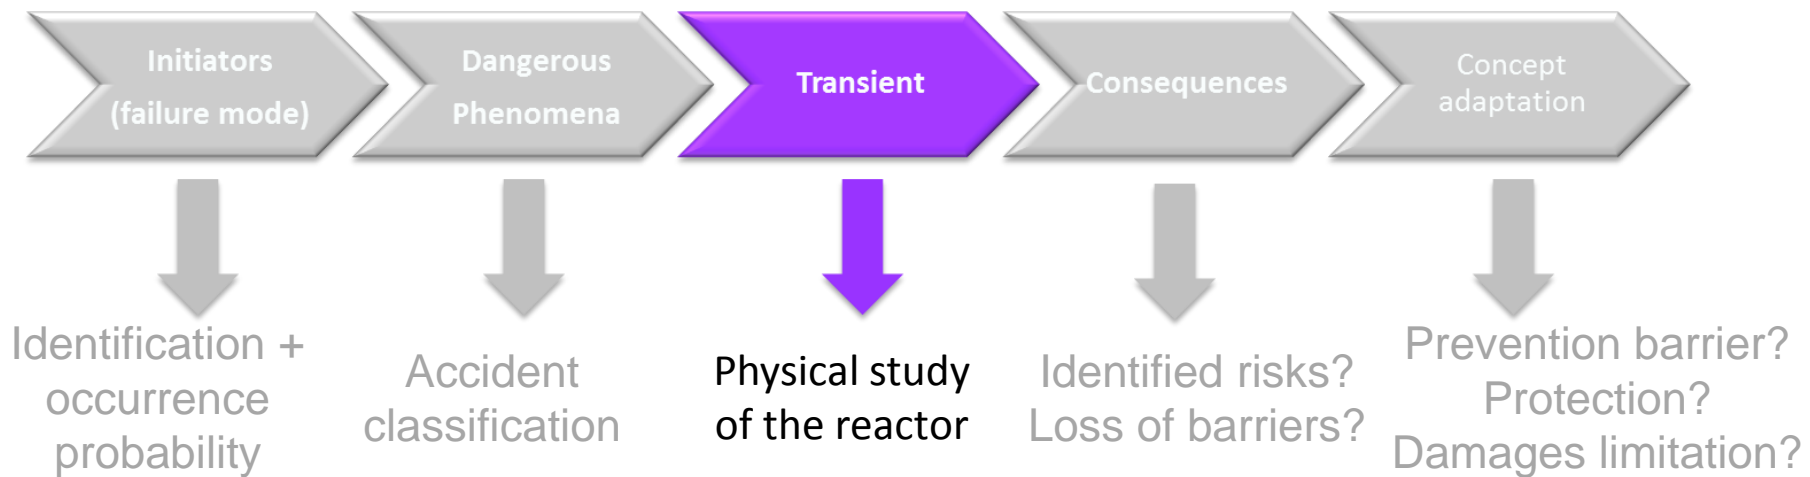 Initiators
(failure mode)
Dangerous
Phenomena
Transient
Consequences
Concept
adaptation
Identification +
occurrence
probability
Accident
classification
Physical study
of the reactor
Identified risks?
Loss of barriers?
Prevention barrier?
Protection?
Damages limitation?